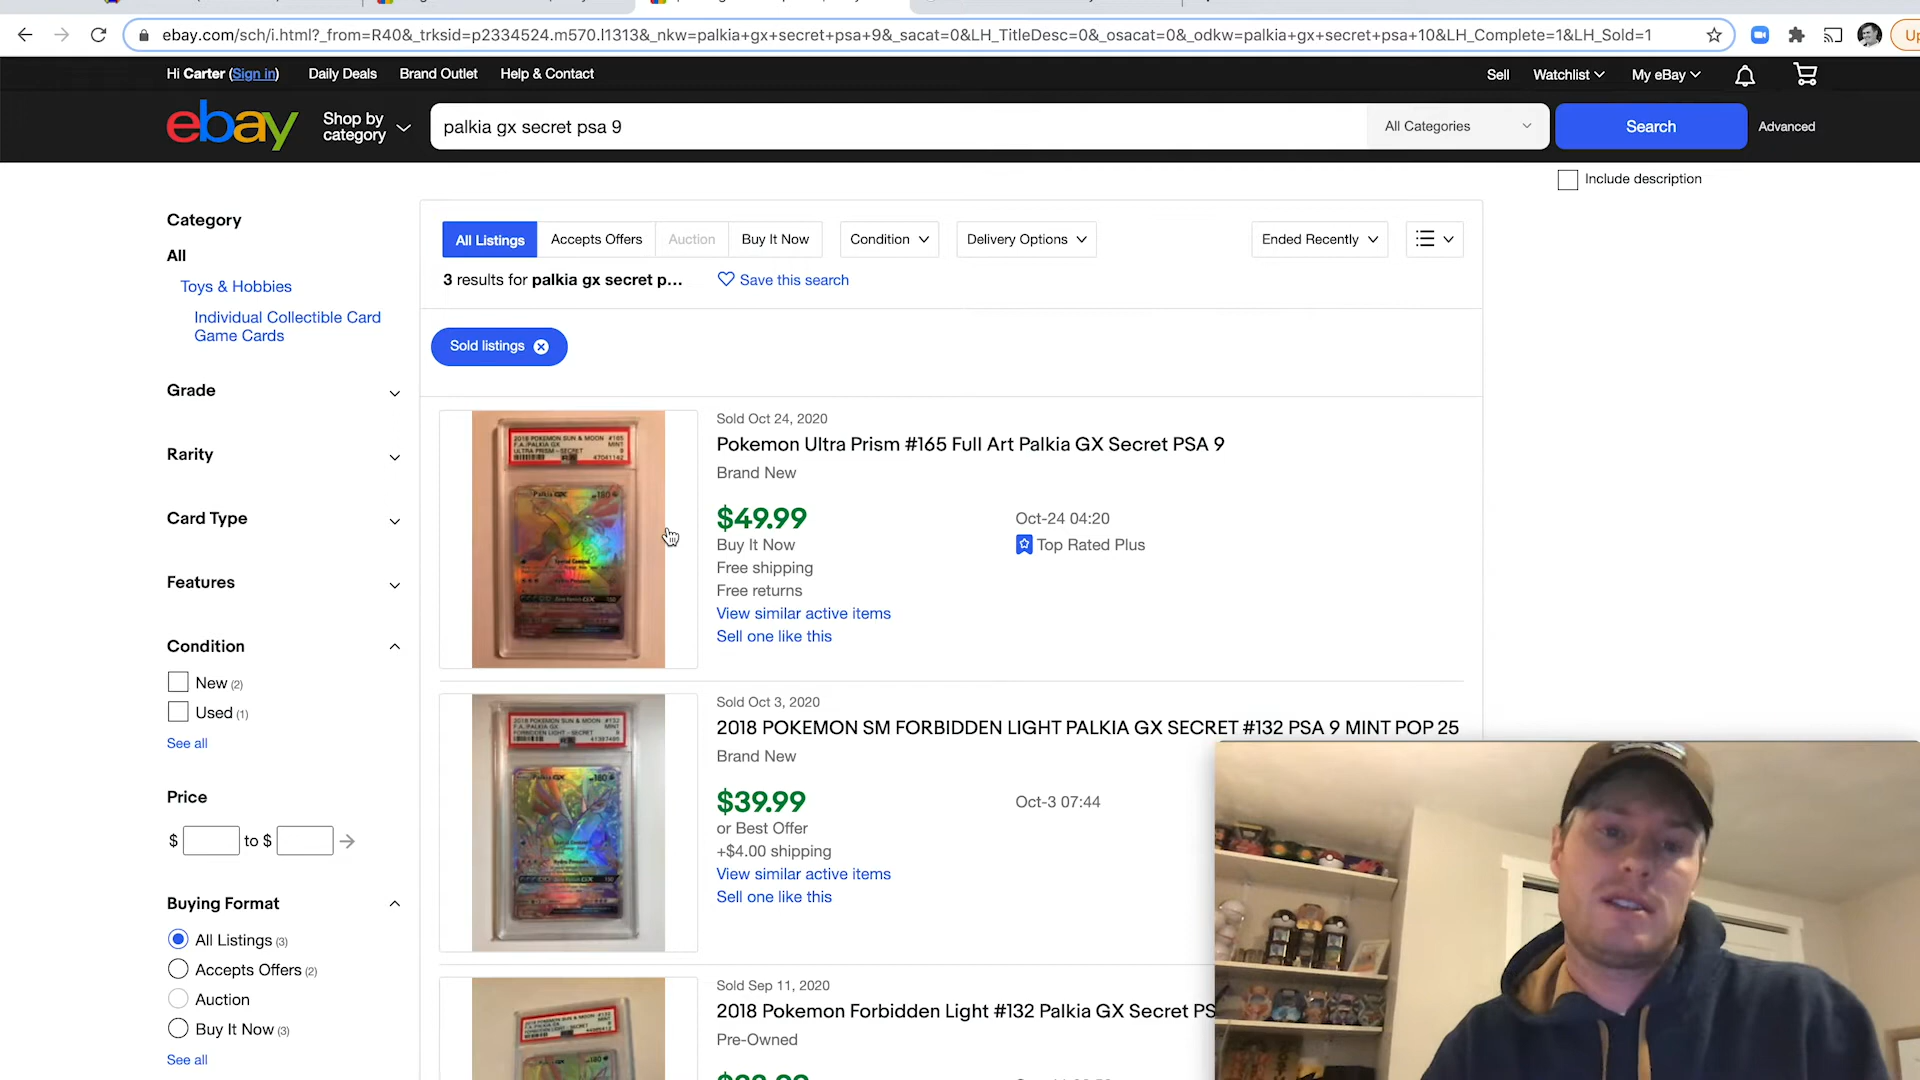 ebay.com/sch/i.html?_from=R40&_trksid=p2334524.m570.l1313&_nkw=palkia+gx+secret+psa+9&_sacat=0&LH_TitleDesc=0&_osacat=0&_odkw=palkia+gx+secret+psa+10&LH_Complete=1&LH_Sold=1
Hi Carter (Sign in) Daily Deals Brand Outlet Help & Contact Sell Watchlist My eBay
ebay Shop by category palkia gx secret psa 9 All Categories Search Advanced
Include description
Category
All
Toys & Hobbies
Individual Collectible Card
Game Cards
Grade
Rarity
Card Type
Features
Condition
New (2)
Used (1)
See all
Price
$ to $
Buying Format
All Listings (3)
Accepts Offers (2)
Auction
Buy It Now (3)
See all
All Listings Accepts Offers Auction Buy It Now Condition Delivery Options Ended Recently
3 results for palkia gx secret p... Save this search
Sold listings
Sold Oct 24, 2020
Pokemon Ultra Prism #165 Full Art Palkia GX Secret PSA 9
Brand New
$49.99 Oct-24 04:20
Buy It Now Top Rated Plus
Free shipping
Free returns
View similar active items
Sell one like this
Sold Oct 3, 2020
2018 POKEMON SM FORBIDDEN LIGHT PALKIA GX SECRET #132 PSA 9 MINT POP 25
Brand New
$39.99 Oct-3 07:44
or Best Offer
+$4.00 shipping
View similar active items
Sell one like this
Sold Sep 11, 2020
2018 Pokemon Forbidden Light #132 Palkia GX Secret PS
Pre-Owned